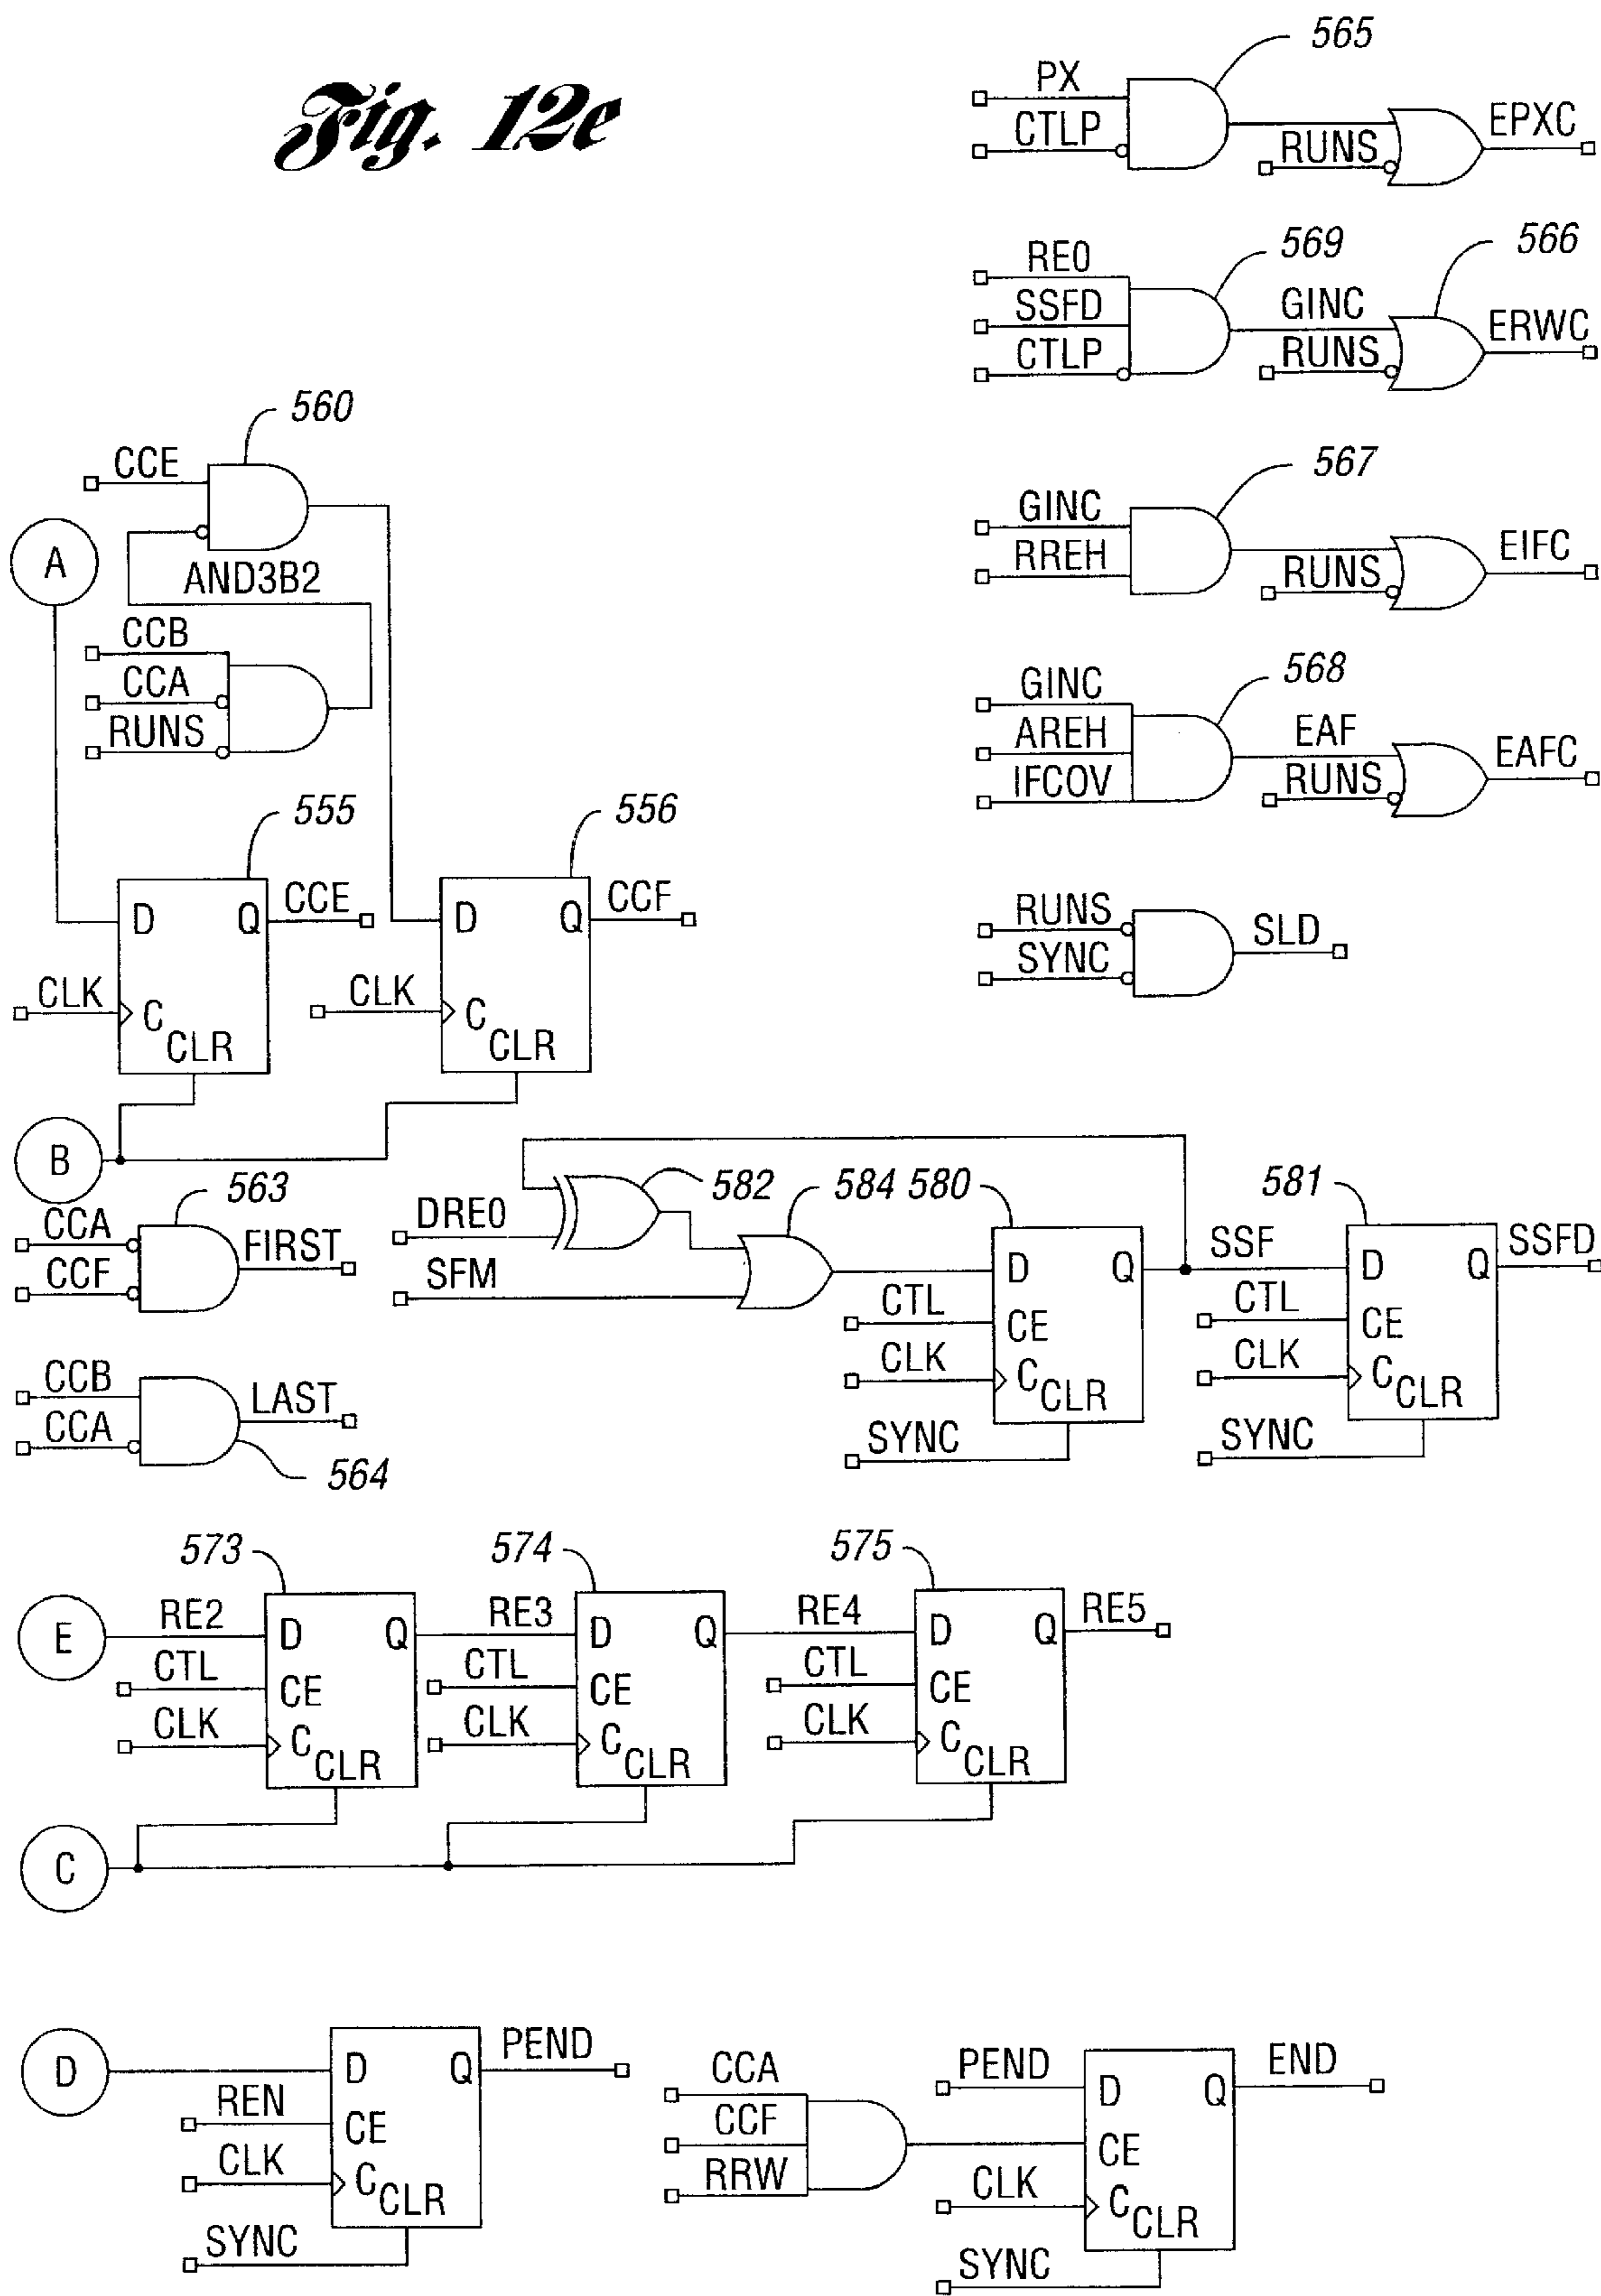 Fig. 12e
565
PX
CTLP
RUNS
EPXC
569
566
RE0
SSFD
CTLP
GINC
RUNS
ERWC
567
GINC
RREH
RUNS
EIFC
568
GINC
AREH
IFCOV
EAF
RUNS
EAFC
RUNS
SYNC
SLD
560
CCE
A
AND3B2
CCB
CCA
RUNS
555
556
D Q CCE
D Q CCF
CLK C
CLK C
CLR
CLR
B
563
CCA
CCF
FIRST
CCB
CCA
LAST
564
582
584
580
581
DRE0
SFM
D Q SSF
D Q SSFD
CTL CE
CTL CE
CLK C
CLK C
CLR
CLR
SYNC
SYNC
573
574
575
E
RE2 D Q
RE3 D Q
RE4 D Q RE5
CTL CE
CTL CE
CTL CE
CLK C
CLK C
CLK C
CLR
CLR
CLR
C
D
D Q PEND
REN CE
CLK C
CLR
SYNC
CCA
CCF
RRW
PEND D Q END
CE
CLK C
CLR
SYNC